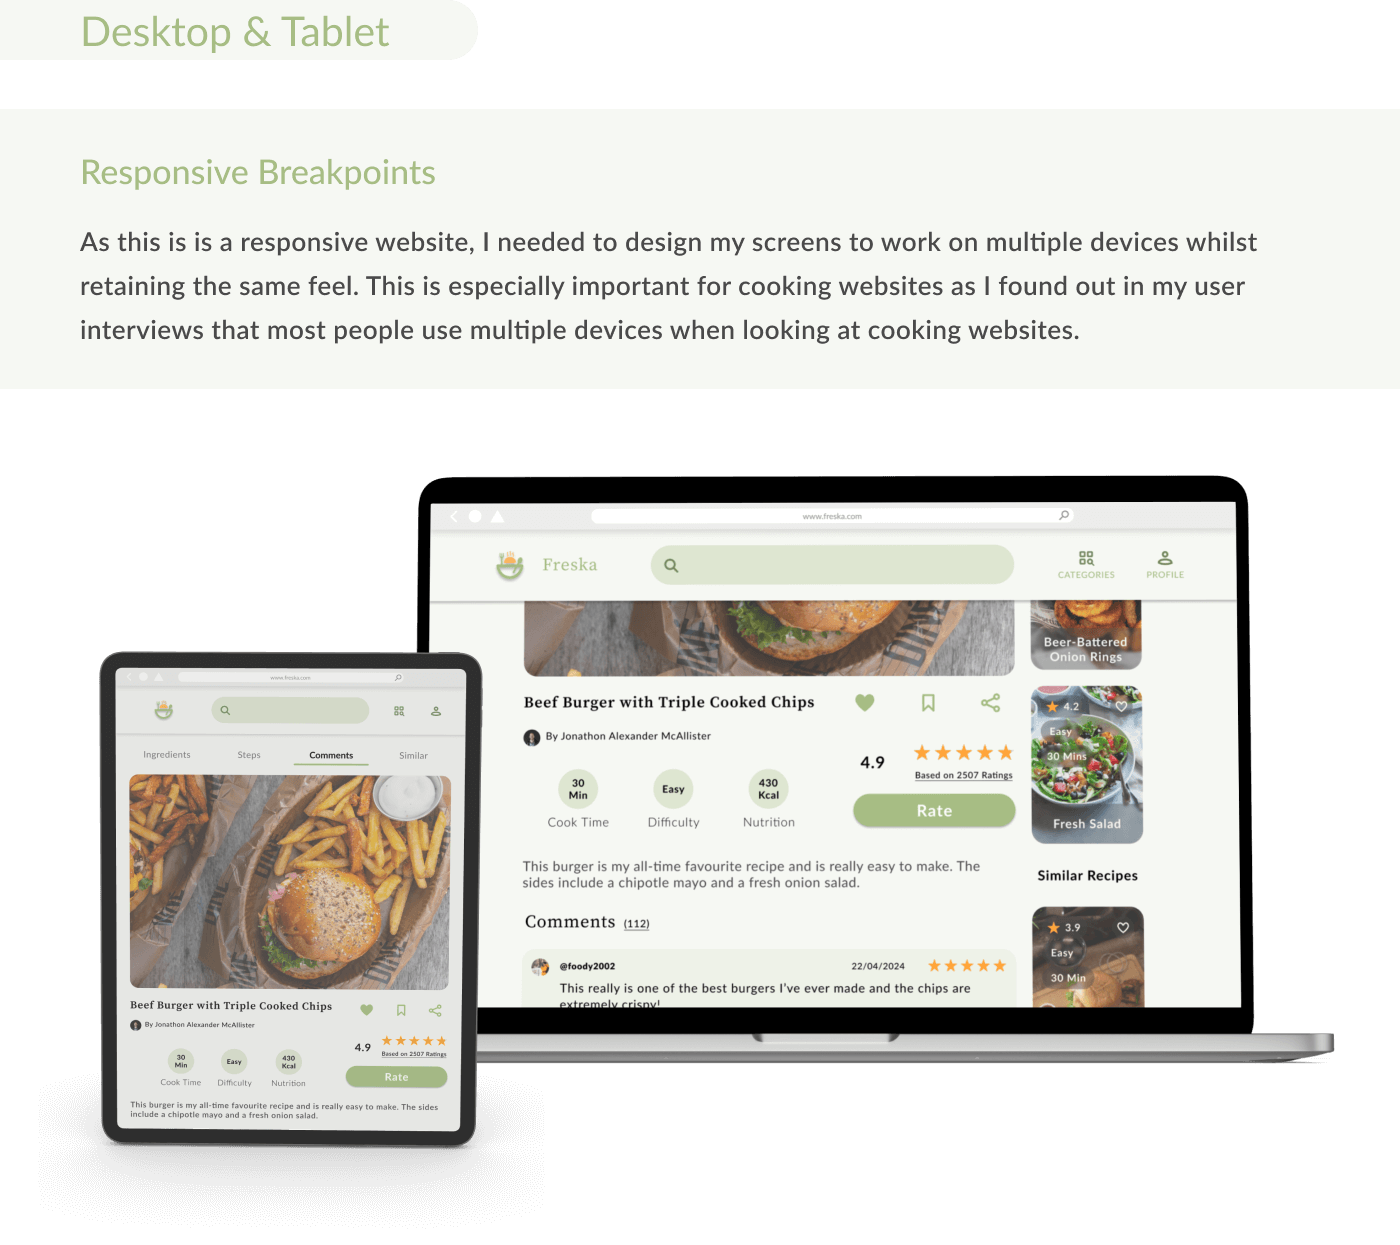 Desktop & Tablet
Responsive Breakpoints
As this is is a responsive website, I needed to design my screens to work on multiple devices whilst
retaining the same feel. This is especially important for cooking websites as I found out in my user
interviews that most people use multiple devices when looking at cooking websites.
www.freska.com
Freska
CATEGORIES
PROFILE
DINE
Beer-Battered
Onion Rings
Beef Burger with Triple Cooked Chips
By Jonathon Alexander McAllister
4.9
Based on 2507 Ratings
30
Min
Easy
430
Kcal
Cook Time
Difficulty
Nutrition
Rate
This burger is my all-time favourite recipe and is really easy to make. The
sides include a chipotle mayo and a fresh onion salad.
Comments (112)
@foody2002
22/04/2024
This really is one of the best burgers I've ever made and the chips are
extremely crispy!
4.2
Easy
30 Mins
Fresh Salad
Similar Recipes
3.9
Easy
30 Min
www.freska.com
Ingredients
Steps
Comments
Similar
Beef Burger with Triple Cooked Chips
By Jonathon Alexander McAllister
4.9
Based on 2507 Ratings
30
Min
Easy
430
Kcal
Cook Time
Difficulty
Nutrition
Rate
This burger is my all-time favourite recipe and is really easy to make. The sides
include a chipotle mayo and a fresh onion salad.